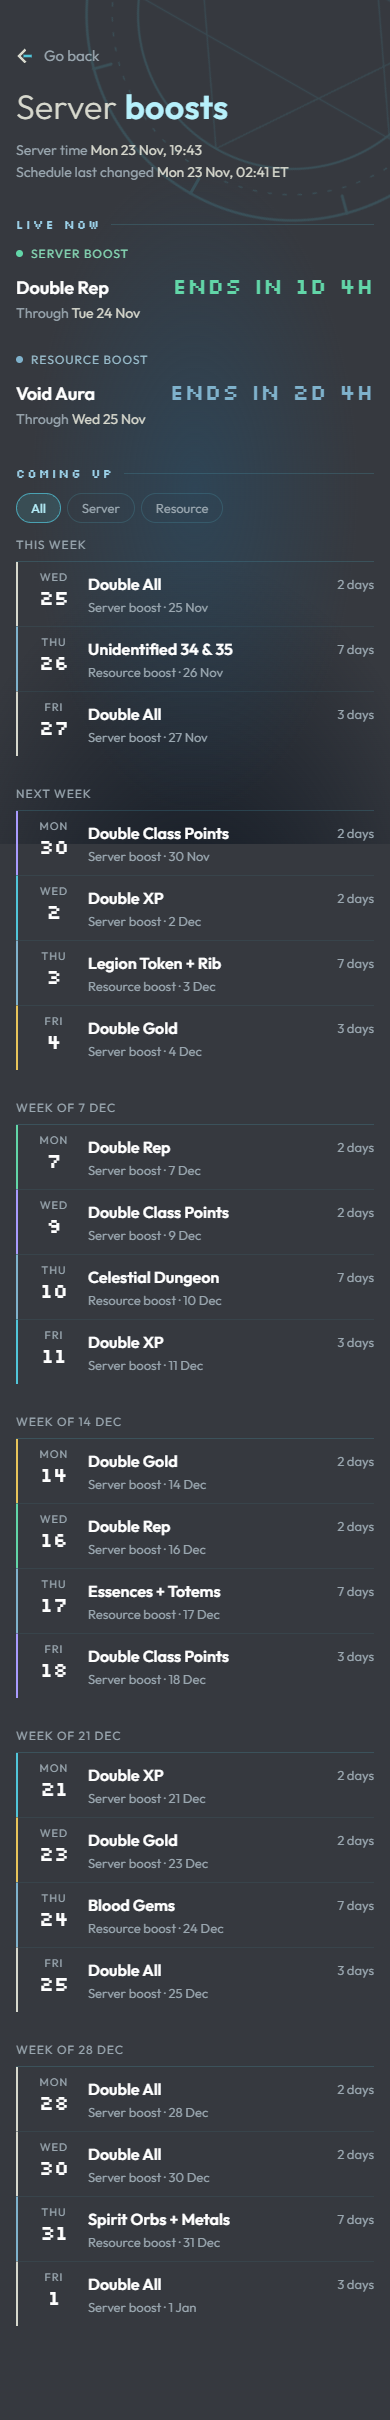 Go back
Server boosts
Server time Mon 23 Nov, 19:43
Schedule last changed Mon 23 Nov, 02:41 ET
LIVE NOW
SERVER BOOST
Double Rep ENDS IN 1D 4H
Through Tue 24 Nov
RESOURCE BOOST
Void Aura ENDS IN 2D 4H
Through Wed 25 Nov
COMING UP
All Server Resource
THIS WEEK
WED 25 Double All 2 days
Server boost · 25 Nov
THU 26 Unidentified 34 & 35 7 days
Resource boost · 26 Nov
FRI 27 Double All 3 days
Server boost · 27 Nov
NEXT WEEK
MON 30 Double Class Points 2 days
Server boost · 30 Nov
WED 2 Double XP 2 days
Server boost · 2 Dec
THU 3 Legion Token + Rib 7 days
Resource boost · 3 Dec
FRI 4 Double Gold 3 days
Server boost · 4 Dec
WEEK OF 7 DEC
MON 7 Double Rep 2 days
Server boost · 7 Dec
WED 9 Double Class Points 2 days
Server boost · 9 Dec
THU 10 Celestial Dungeon 7 days
Resource boost · 10 Dec
FRI 11 Double XP 3 days
Server boost · 11 Dec
WEEK OF 14 DEC
MON 14 Double Gold 2 days
Server boost · 14 Dec
WED 16 Double Rep 2 days
Server boost · 16 Dec
THU 17 Essences + Totems 7 days
Resource boost · 17 Dec
FRI 18 Double Class Points 3 days
Server boost · 18 Dec
WEEK OF 21 DEC
MON 21 Double XP 2 days
Server boost · 21 Dec
WED 23 Double Gold 2 days
Server boost · 23 Dec
THU 24 Blood Gems 7 days
Resource boost · 24 Dec
FRI 25 Double All 3 days
Server boost · 25 Dec
WEEK OF 28 DEC
MON 28 Double All 2 days
Server boost · 28 Dec
WED 30 Double All 2 days
Server boost · 30 Dec
THU 31 Spirit Orbs + Metals 7 days
Resource boost · 31 Dec
FRI 1 Double All 3 days
Server boost · 1 Jan